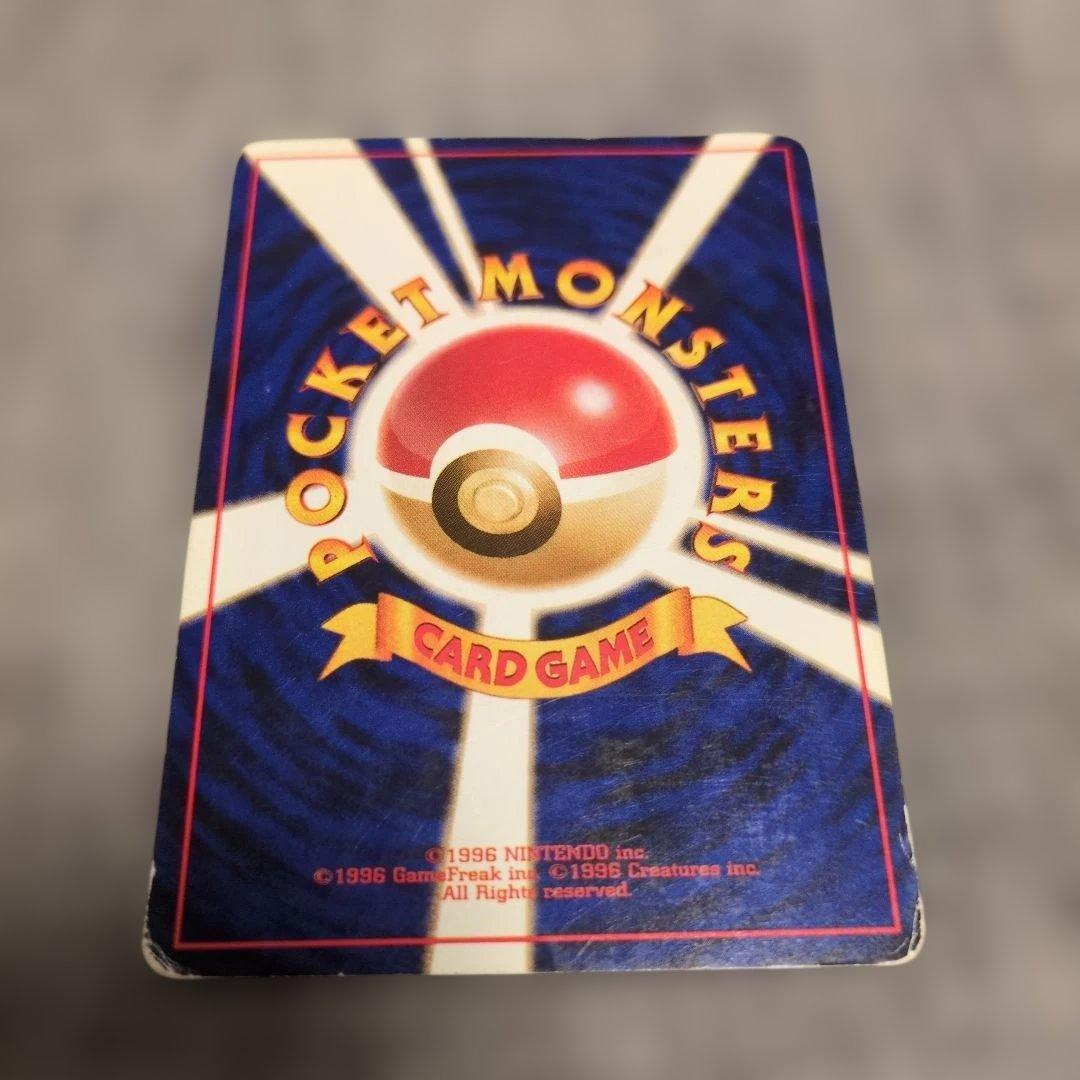 POCKET MONSTERS
CARD GAME
©1996 NINTENDO inc.
©1996 GameFreak inc. ©1996 Creatures inc.
All Rights reserved.